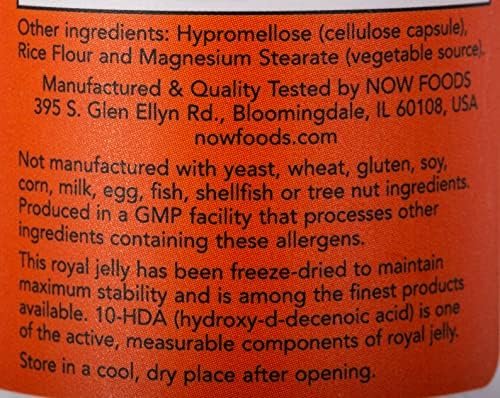 Other ingredients: Hypromellose (cellulose capsule),
Rice Flour and Magnesium Stearate (vegetable source).
Manufactured & Quality Tested by NOW FOODS
395 S. Glen Ellyn Rd., Bloomingdale, IL 60108, USA
nowfoods.com
Not manufactured with yeast, wheat, gluten, soy,
corn, milk, egg, fish, shellfish or tree nut ingredients.
Produced in a GMP facility that processes other
ingredients containing these allergens.
This royal jelly has been freeze-dried to maintain
maximum stability and is among the finest products
available. 10-HDA (hydroxy-d-decenoic acid) is one
of the active, measurable components of royal jelly.
Store in a cool, dry place after opening.